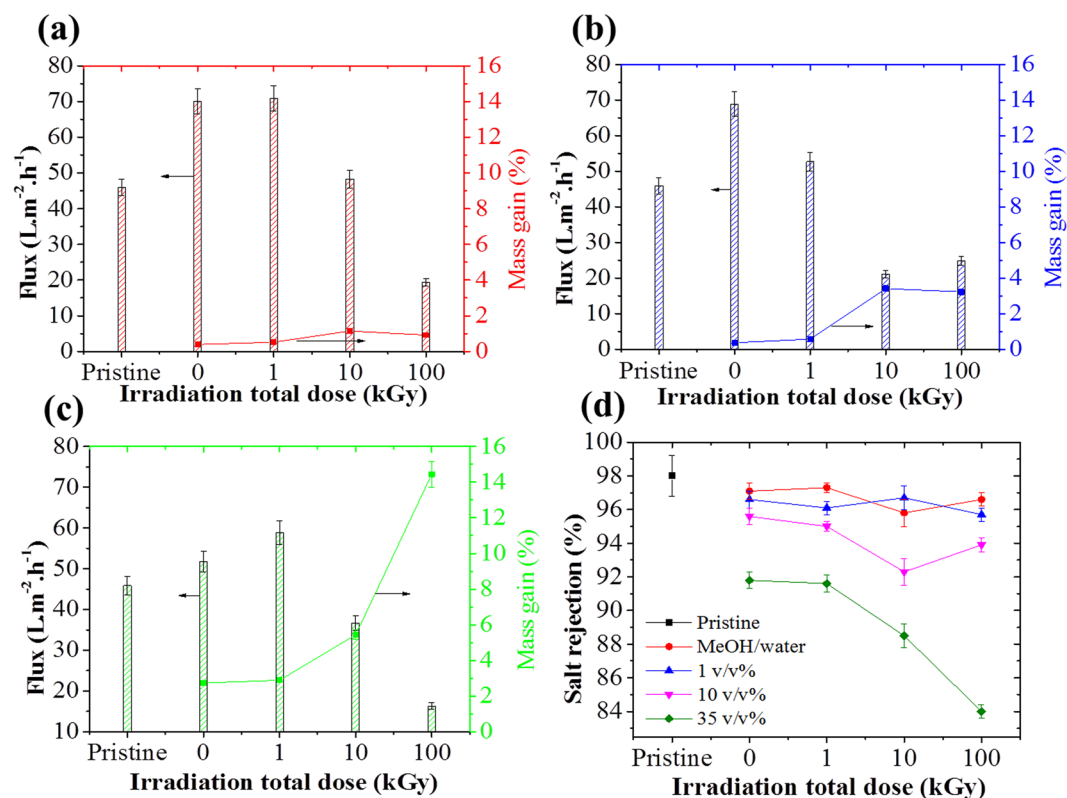 (a)
80
70
60
50
40
30
20
10
0
Flux (L.m⁻².h⁻¹)
16
14
12
10
8
6
4
2
0
Mass gain (%)
Pristine 0 1 10 100
Irradiation total dose (kGy)
(b)
80
70
60
50
40
30
20
10
0
Flux (L.m⁻².h⁻¹)
16
14
12
10
8
6
4
2
0
Mass gain (%)
Pristine 0 1 10 100
Irradiation total dose (kGy)
(c)
80
70
60
50
40
30
20
10
Flux (L.m⁻².h⁻¹)
16
14
12
10
8
6
4
2
0
Mass gain (%)
Pristine 0 1 10 100
Irradiation total dose (kGy)
(d)
100
98
96
94
92
90
88
86
84
Salt rejection (%)
Pristine
MeOH/water
1 v/v%
10 v/v%
35 v/v%
Pristine 0 1 10 100
Irradiation total dose (kGy)